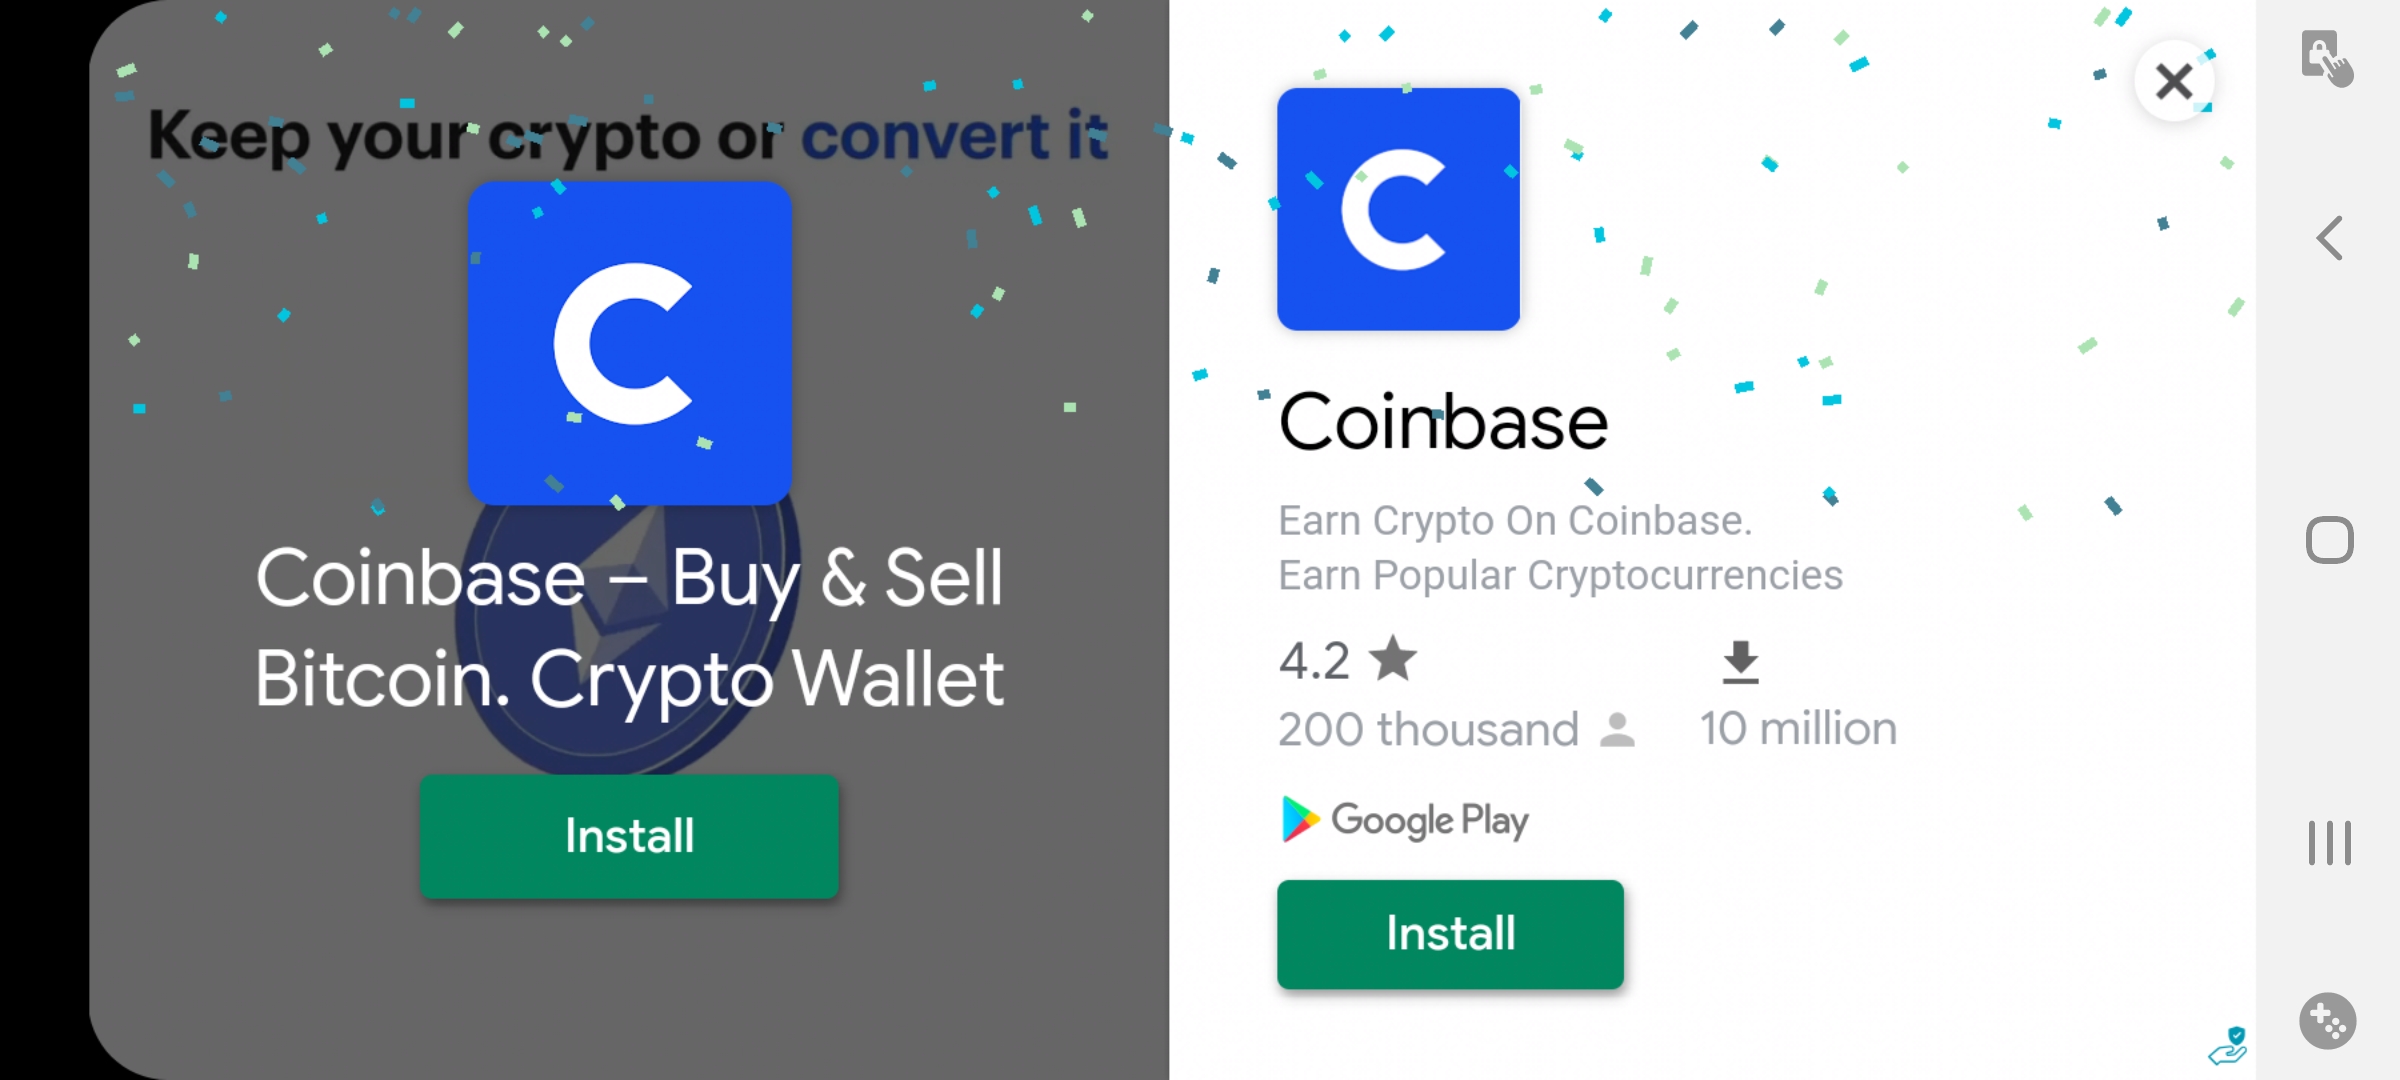 Keep your crypto or convert it
Coinbase – Buy & Sell
Bitcoin. Crypto Wallet
Install
Coinbase
Earn Crypto On Coinbase.
Earn Popular Cryptocurrencies
4.2
200 thousand
10 million
Google Play
Install